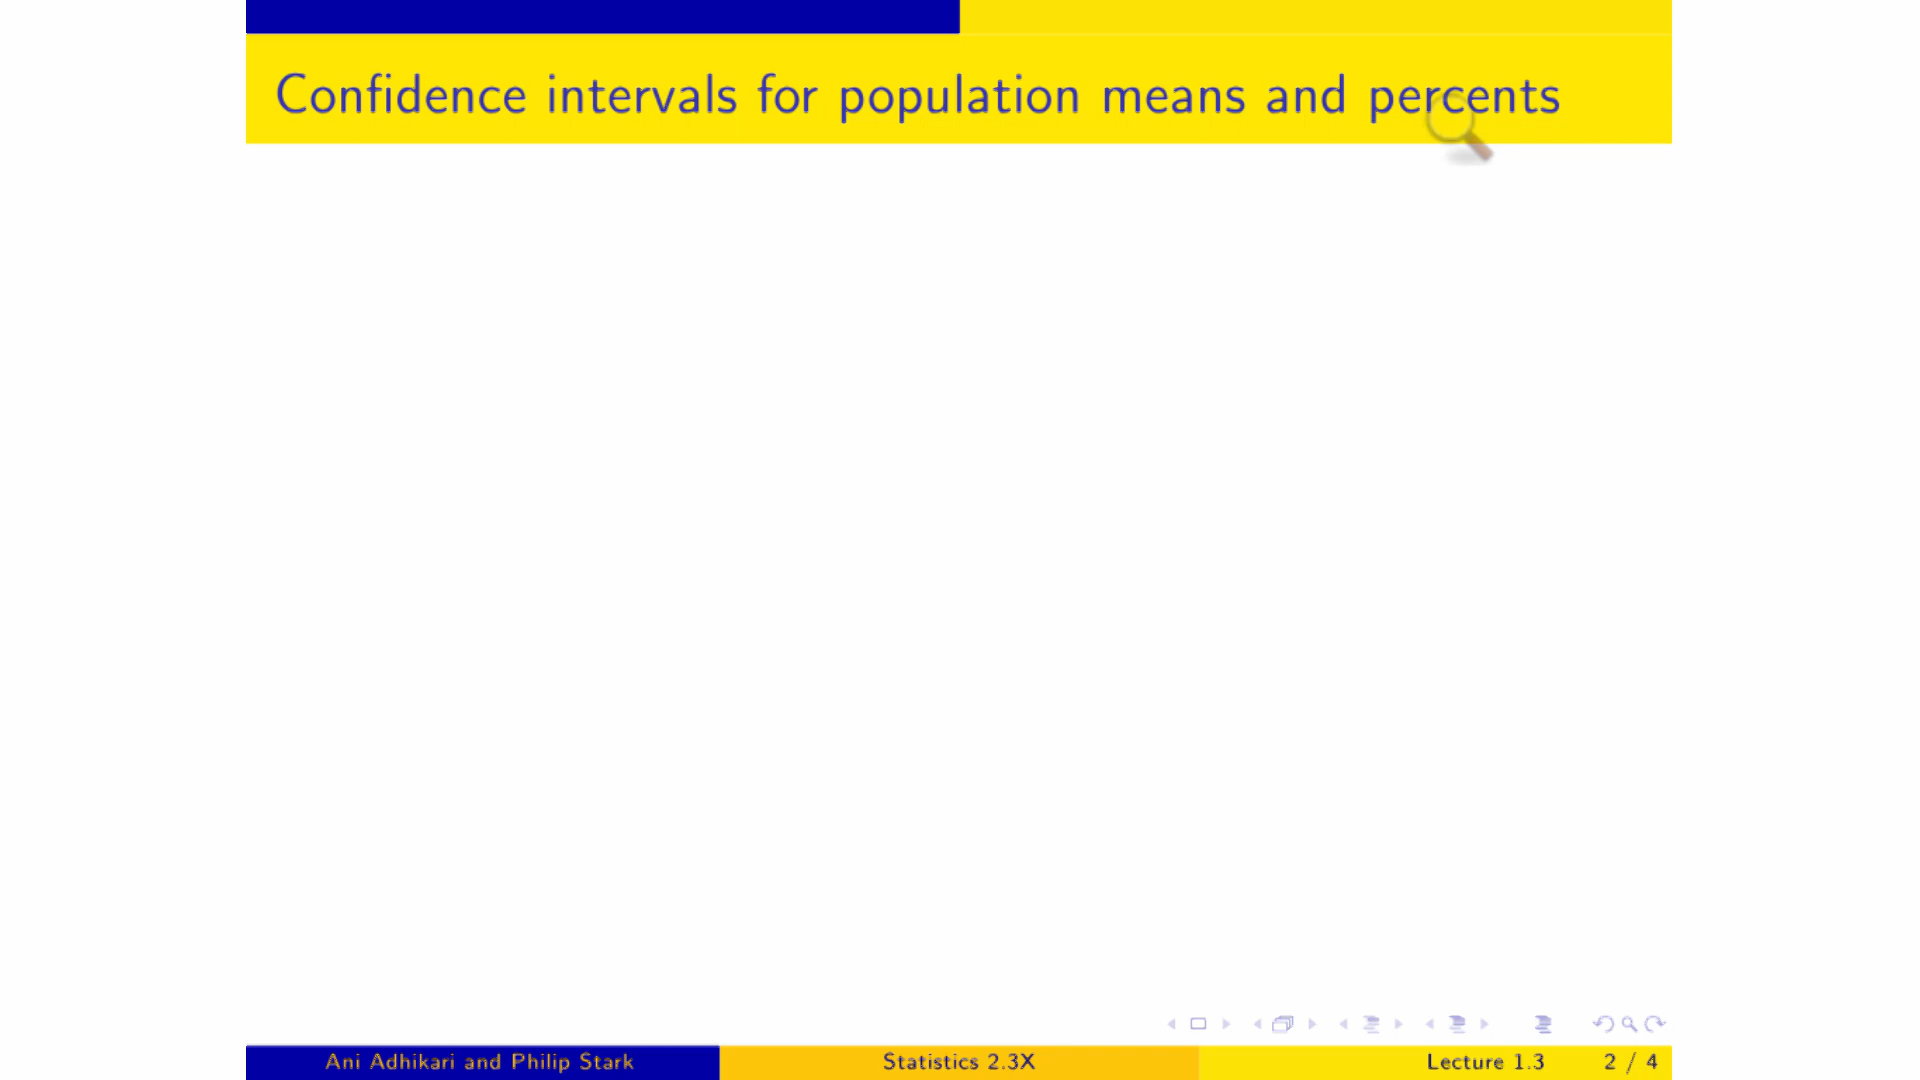 Confidence intervals for population means and percents
Ani Adhikari and Philip Stark Statistics 2.3X Lecture 1.3 2 / 4